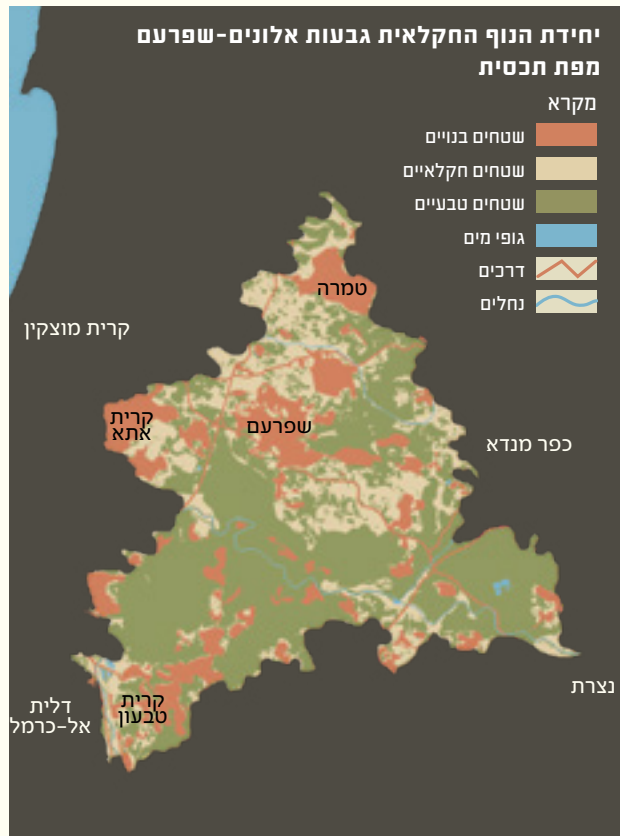 יחידת הנוף החקלאית גבעות אלונים-שפרעם
מפת תכסית
מקרא
שטחים בנויים
שטחים חקלאיים
שטחים טבעיים
גופי מים
דרכים
נחלים
טמרה
קרית מוצקין
קרית
אתא
שפרעם
כפר מנדא
נצרת
קרית
טבעון
דלית
אל-כרמל